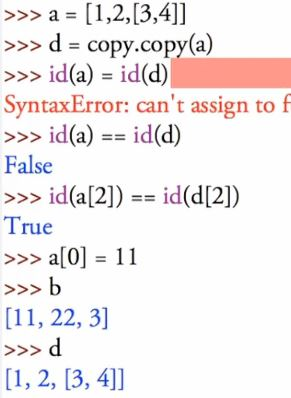 >>> a = [1,2,[3,4]]
>>> d = copy.copy(a)
>>> id(a) = id(d)
SyntaxError: can't assign to f
>>> id(a) == id(d)
False
>>> id(a[2]) == id(d[2])
True
>>> a[0] = 11
>>> b
[11, 22, 3]
>>> d
[1, 2, [3, 4]]